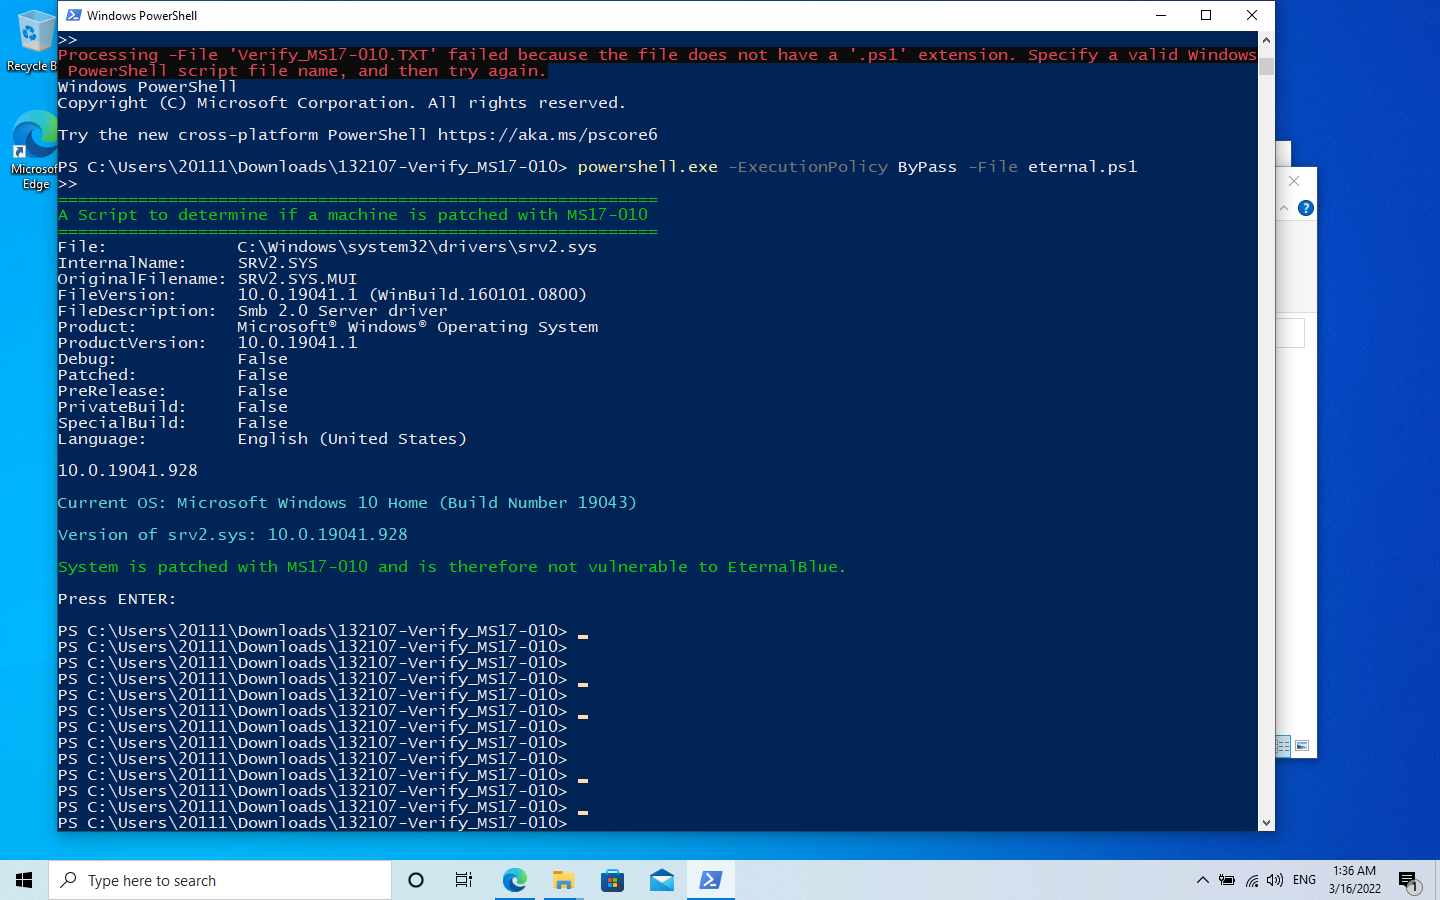 Windows PowerShell
>>
Processing -File 'Verify_MS17-010.TXT' failed because the file does not have a '.ps1' extension. Specify a valid Windows
PowerShell script file name, and then try again.
Windows PowerShell
Copyright (C) Microsoft Corporation. All rights reserved.
Try the new cross-platform PowerShell https://aka.ms/pscore6
PS C:\Users\20111\Downloads\132107-Verify_MS17-010> powershell.exe -ExecutionPolicy ByPass -File eternal.ps1
>>
============================================================
A Script to determine if a machine is patched with MS17-010
============================================================
File: C:\Windows\system32\drivers\srv2.sys
InternalName: SRV2.SYS
OriginalFilename: SRV2.SYS.MUI
FileVersion: 10.0.19041.1 (WinBuild.160101.0800)
FileDescription: Smb 2.0 Server driver
Product: Microsoft® Windows® Operating System
ProductVersion: 10.0.19041.1
Debug: False
Patched: False
PreRelease: False
PrivateBuild: False
SpecialBuild: False
Language: English (United States)
10.0.19041.928
Current OS: Microsoft Windows 10 Home (Build Number 19043)
Version of srv2.sys: 10.0.19041.928
System is patched with MS17-010 and is therefore not vulnerable to EternalBlue.
Press ENTER:
PS C:\Users\20111\Downloads\132107-Verify_MS17-010> _
PS C:\Users\20111\Downloads\132107-Verify_MS17-010>
PS C:\Users\20111\Downloads\132107-Verify_MS17-010>
PS C:\Users\20111\Downloads\132107-Verify_MS17-010> _
PS C:\Users\20111\Downloads\132107-Verify_MS17-010>
PS C:\Users\20111\Downloads\132107-Verify_MS17-010> _
PS C:\Users\20111\Downloads\132107-Verify_MS17-010>
PS C:\Users\20111\Downloads\132107-Verify_MS17-010>
PS C:\Users\20111\Downloads\132107-Verify_MS17-010>
PS C:\Users\20111\Downloads\132107-Verify_MS17-010> _
PS C:\Users\20111\Downloads\132107-Verify_MS17-010>
PS C:\Users\20111\Downloads\132107-Verify_MS17-010> _
PS C:\Users\20111\Downloads\132107-Verify_MS17-010>
Recycle B
Microsof
Edge
Type here to search
ENG
1:36 AM
3/16/2022
1